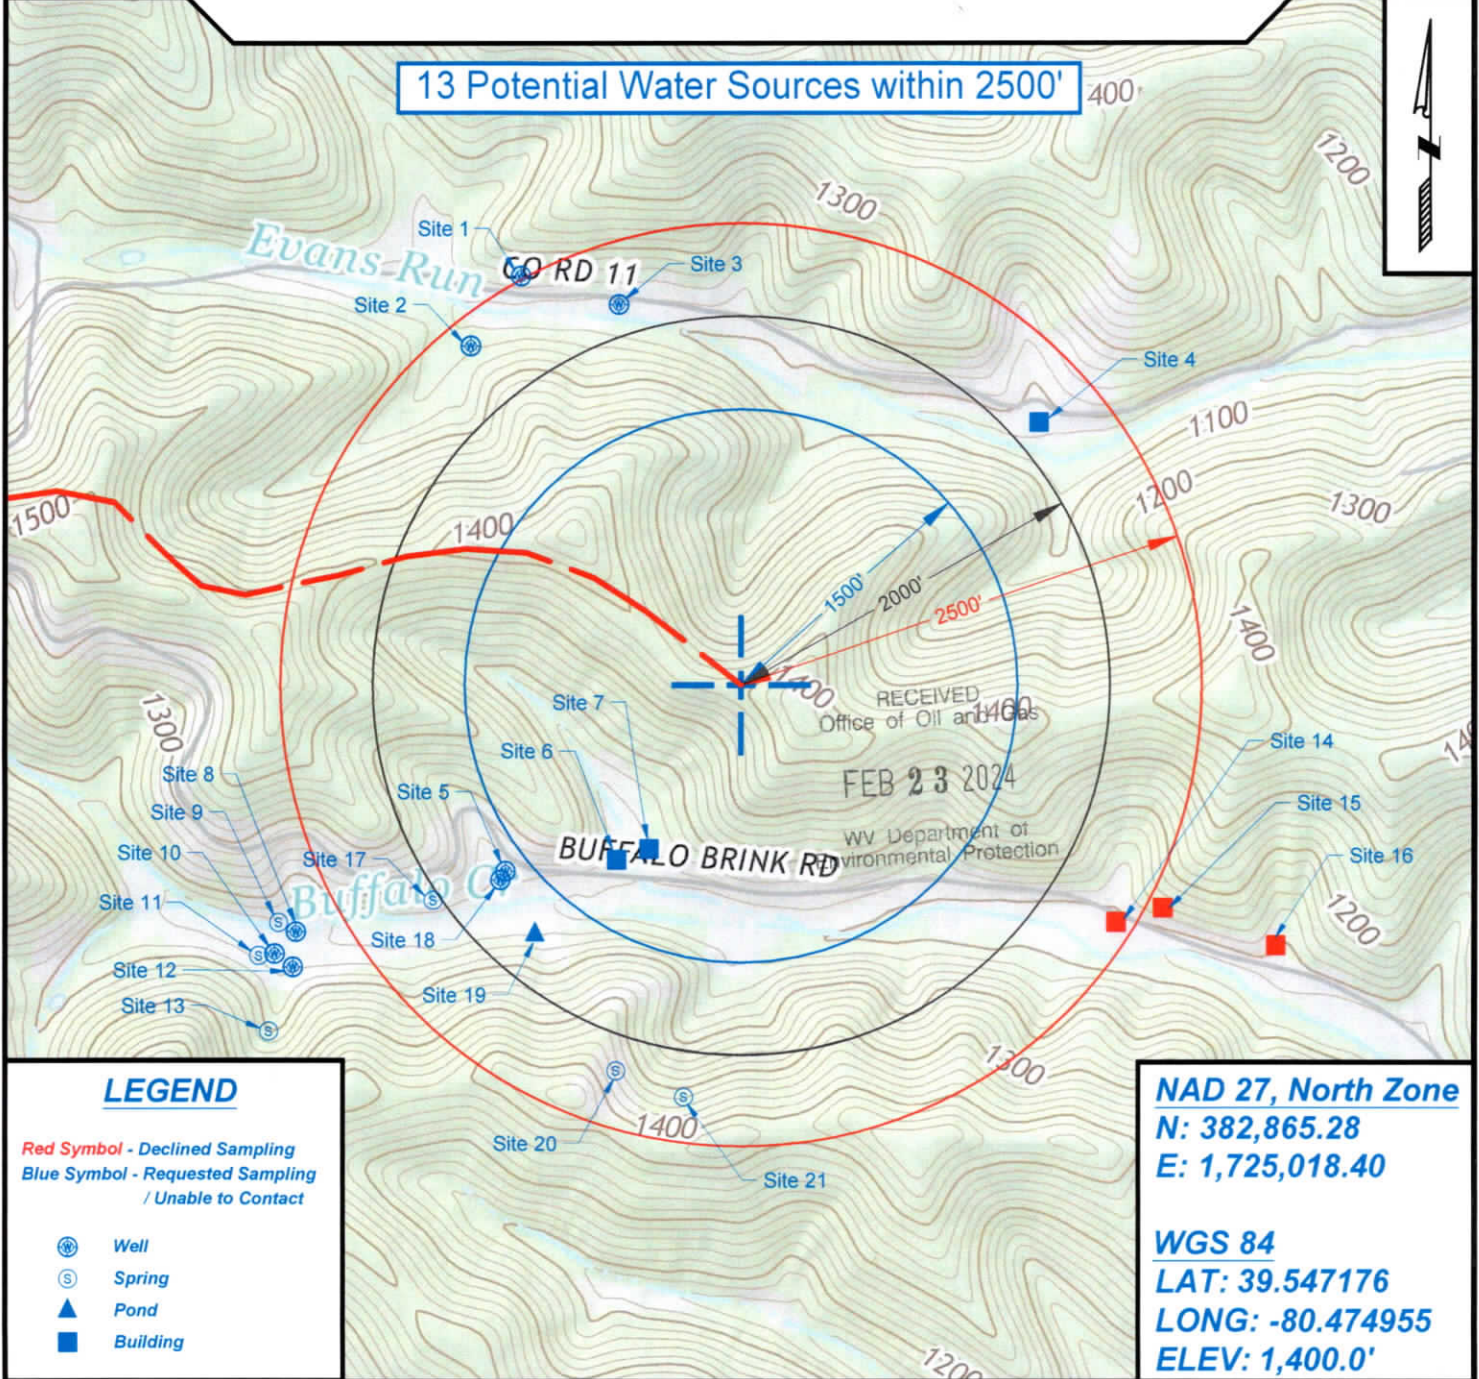 13 Potential Water Sources within 2500'
400'
1200
1300
Evans Run
Site 1
CO RD 11
Site 3
Site 2
Site 4
1100
1200
1300
1500
1400
1500'
2000'
2500'
1400
1400
RECEIVED
Office of Oil and Gas
1400
FEB 23 2024
WV Department of
Environmental Protection
Site 7
Site 6
Site 5
1300
Site 8
Site 9
Site 10
Site 11
Site 12
Site 13
Site 17
Buffalo Cr
BUFFALO BRINK RD
Site 18
Site 19
Site 14
Site 15
Site 16
1200
1300
Site 20
1400
Site 21
1200
LEGEND
Red Symbol - Declined Sampling
Blue Symbol - Requested Sampling
/ Unable to Contact
W Well
S Spring
Pond
Building
NAD 27, North Zone
N: 382,865.28
E: 1,725,018.40
WGS 84
LAT: 39.547176
LONG: -80.474955
ELEV: 1,400.0'